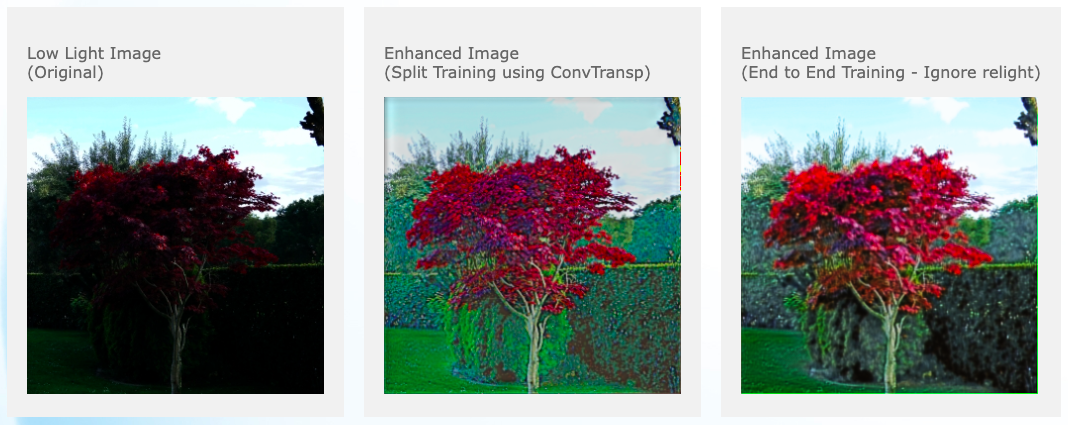 Low Light Image
(Original)
Enhanced Image
(Split Training using ConvTransp)
Enhanced Image
(End to End Training - Ignore relight)